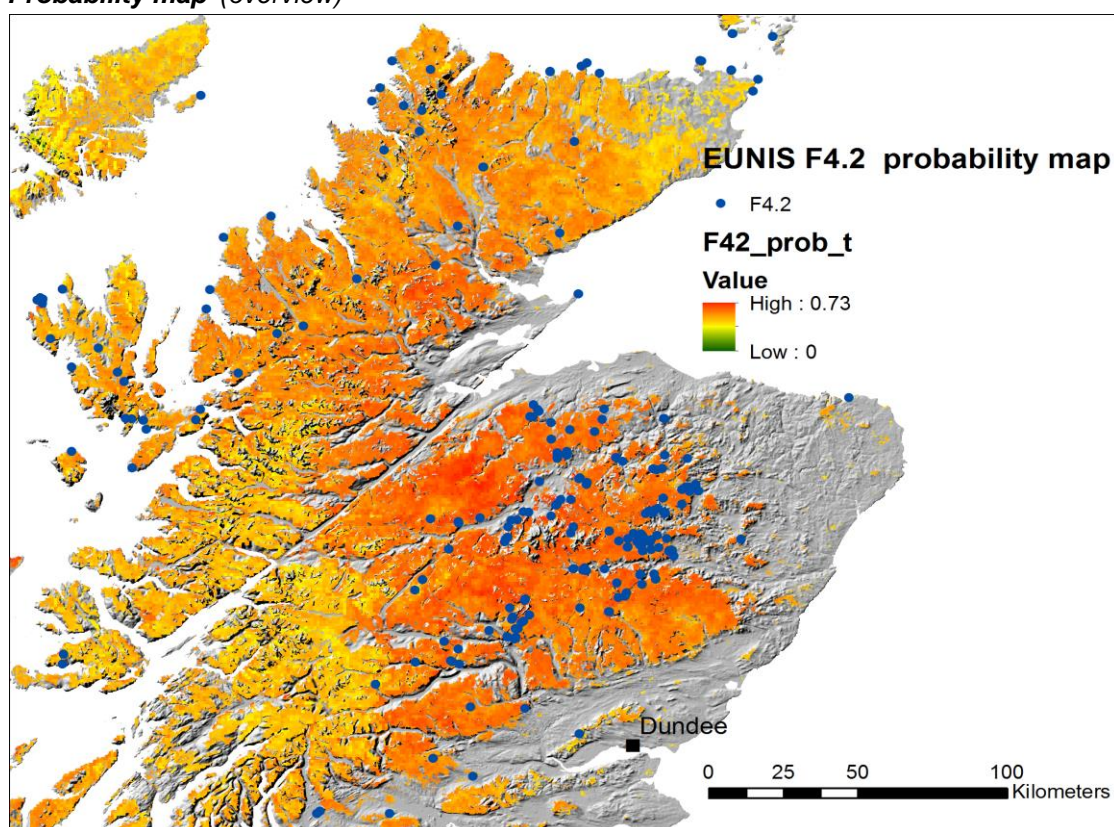 Probability map (overview)
EUNIS F4.2 probability map
F4.2
F42_prob_t
Value
High : 0.73
Low : 0
Dundee
0 25 50 100
Kilometers